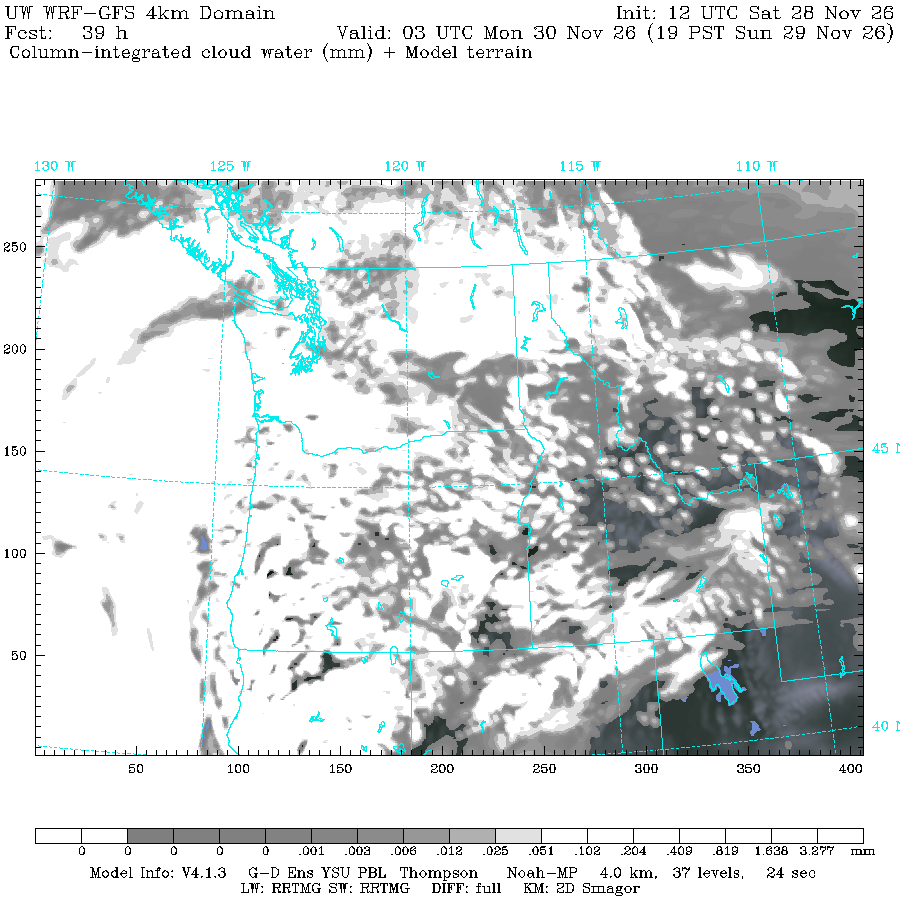 UW WRF-GFS 4km Domain Init: 12 UTC Sat 28 Nov 26
Fcst: 39 h Valid: 03 UTC Mon 30 Nov 26 (19 PST Sun 29 Nov 26)
Column-integrated cloud water (mm) + Model terrain
130 W 125 W 120 W 115 W 110 W
250
200
150
100
50
45 N
40 N
50 100 150 200 250 300 350 400
0 0 0 0 0 .001 .003 .006 .012 .025 .051 .102 .204 .409 .819 1.638 3.277 mm
Model Info: V4.1.3 G-D Ens YSU PBL Thompson Noah-MP 4.0 km, 37 levels, 24 sec
LW: RRTMG SW: RRTMG DIFF: full KM: 2D Smagor